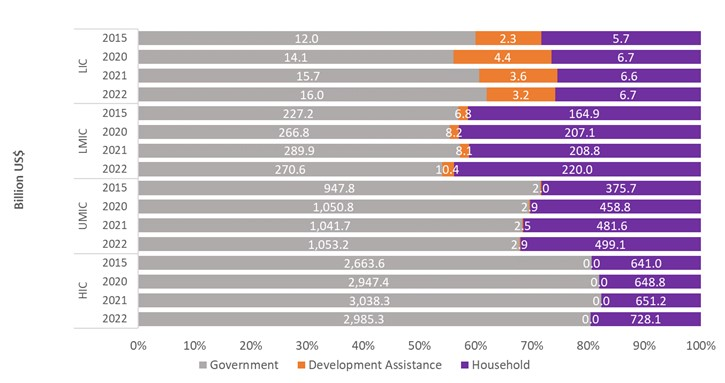 Billion US$
LIC
2015 12.0 2.3 5.7
2020 14.1 4.4 6.7
2021 15.7 3.6 6.6
2022 16.0 3.2 6.7
LMIC
2015 227.2 6.8 164.9
2020 266.8 8.2 207.1
2021 289.9 8.1 208.8
2022 270.6 10.4 220.0
UMIC
2015 947.8 2.0 375.7
2020 1,050.8 2.9 458.8
2021 1,041.7 2.5 481.6
2022 1,053.2 2.9 499.1
HIC
2015 2,663.6 0.0 641.0
2020 2,947.4 0.0 648.8
2021 3,038.3 0.0 651.2
2022 2,985.3 0.0 728.1
0% 10% 20% 30% 40% 50% 60% 70% 80% 90% 100%
Government Development Assistance Household